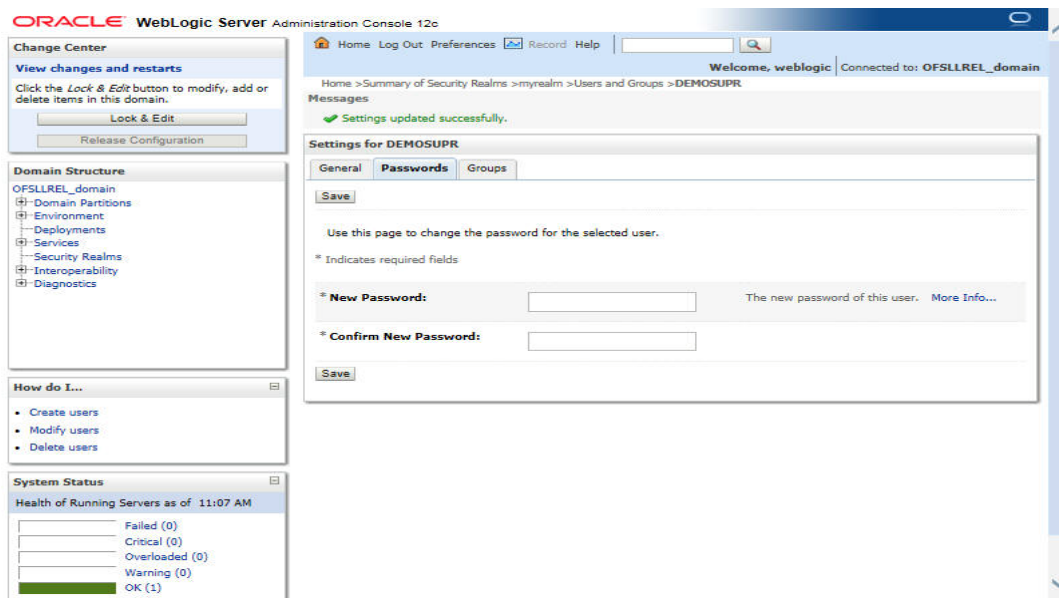 ORACLE WebLogic Server Administration Console 12c
Change Center
View changes and restarts
Click the Lock & Edit button to modify, add or
delete items in this domain.
Lock & Edit
Release Configuration
Domain Structure
OFSLLREL_domain
Domain Partitions
Environment
Deployments
Services
Security Realms
Interoperability
Diagnostics
How do I...
Create users
Modify users
Delete users
System Status
Health of Running Servers as of 11:07 AM
Failed (0)
Critical (0)
Overloaded (0)
Warning (0)
OK (1)
Home Log Out Preferences Record Help
Welcome, weblogic Connected to: OFSLLREL_domain
Home >Summary of Security Realms >myrealm >Users and Groups >DEMOSUPR
Messages
Settings updated successfully.
Settings for DEMOSUPR
General Passwords Groups
Save
Use this page to change the password for the selected user.
* Indicates required fields
* New Password: The new password of this user. More Info...
* Confirm New Password:
Save